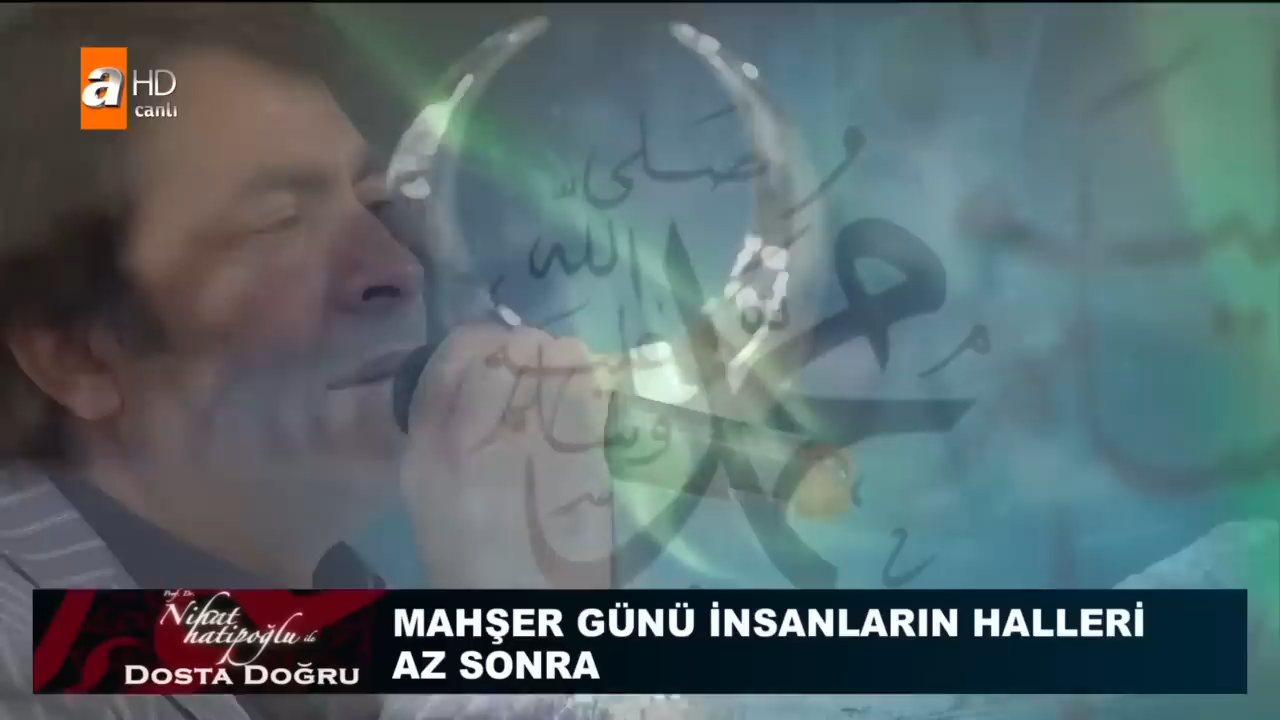 a HD
canlı
صلى
الله
عليه
وسلم
محمد
Prof. Dr.
Nihat
hatipoğlu ile
DOSTA DOĞRU
MAHŞER GÜNÜ İNSANLARIN HALLERİ
AZ SONRA